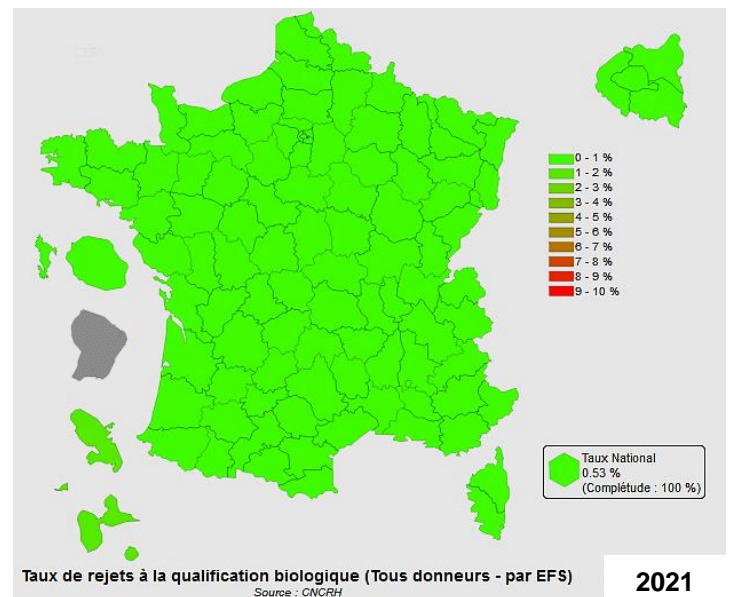 0 - 1 %
1 - 2 %
2 - 3 %
3 - 4 %
4 - 5 %
5 - 6 %
6 - 7 %
7 - 8 %
8 - 9 %
9 - 10 %
Taux National
0.53 %
(Complétude : 100 %)
Taux de rejets à la qualification biologique (Tous donneurs - par EFS)
Source : CNCRH
2021